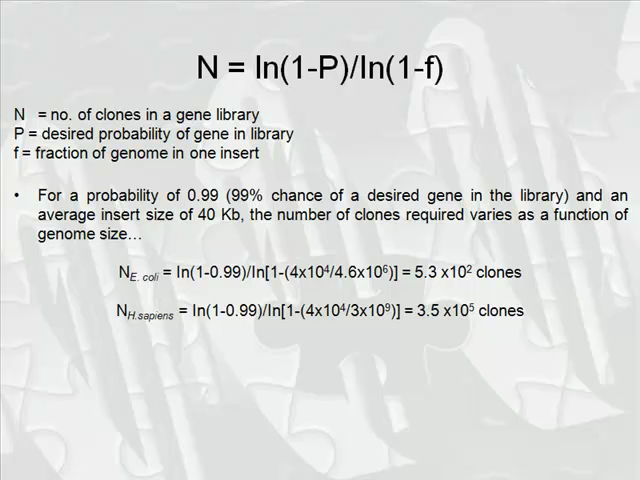 N = ln(1-P)/ln(1-f)
N = no. of clones in a gene library
P = desired probability of gene in library
f = fraction of genome in one insert
• For a probability of 0.99 (99% chance of a desired gene in the library) and an
average insert size of 40 Kb, the number of clones required varies as a function of
genome size…
N_E. coli = ln(1-0.99)/ln[1-(4x10⁴/4.6x10⁶)] = 5.3 x10² clones
N_H.sapiens = ln(1-0.99)/ln[1-(4x10⁴/3x10⁹)] = 3.5 x10⁵ clones